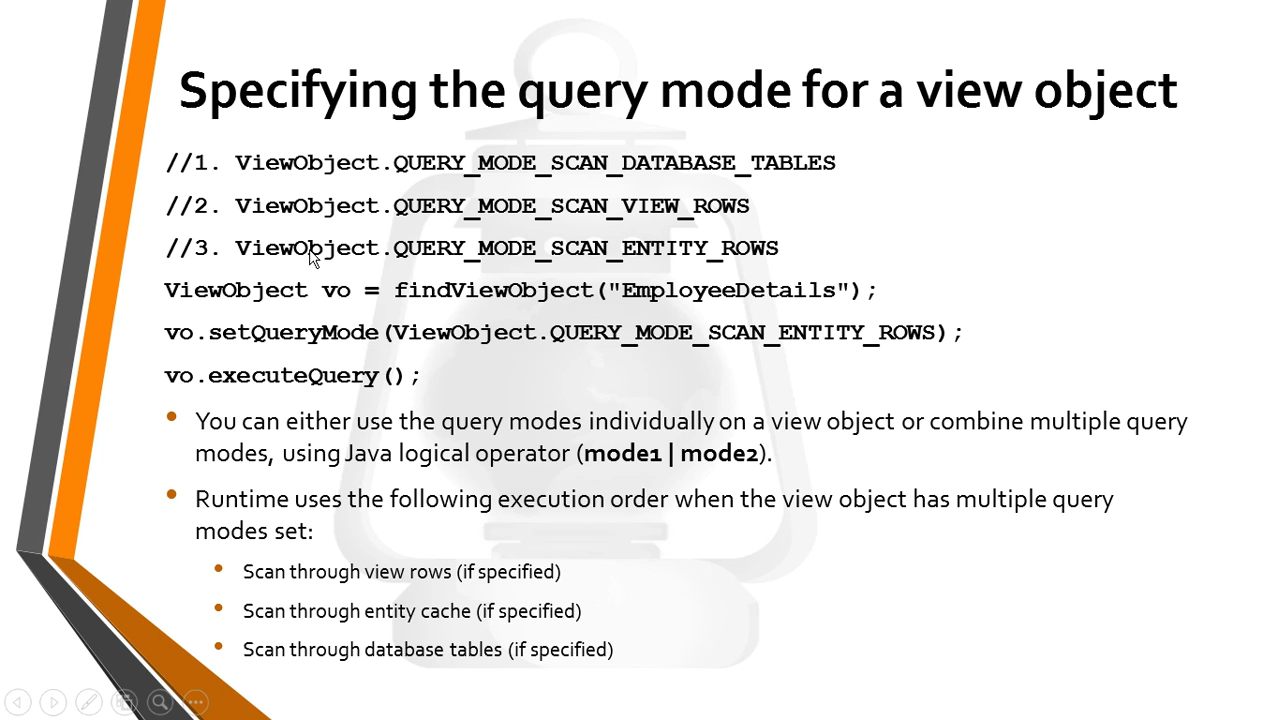 Specifying the query mode for a view object
//1. ViewObject.QUERY_MODE_SCAN_DATABASE_TABLES
//2. ViewObject.QUERY_MODE_SCAN_VIEW_ROWS
//3. ViewObject.QUERY_MODE_SCAN_ENTITY_ROWS
ViewObject vo = findViewObject("EmployeeDetails");
vo.setQueryMode(ViewObject.QUERY_MODE_SCAN_ENTITY_ROWS);
vo.executeQuery();
• You can either use the query modes individually on a view object or combine multiple query
modes, using Java logical operator (mode1 | mode2).
• Runtime uses the following execution order when the view object has multiple query
modes set:
• Scan through view rows (if specified)
• Scan through entity cache (if specified)
• Scan through database tables (if specified)